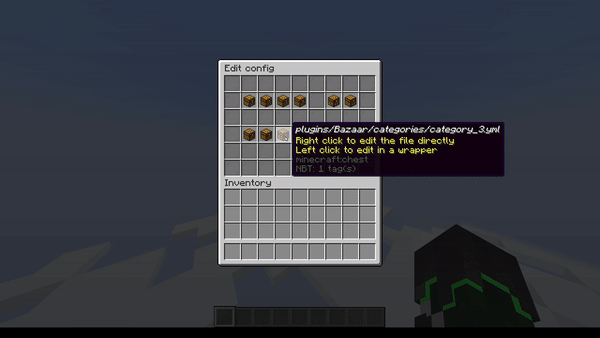 Edit config
plugins/Bazaar/categories/category_3.yml
Right click to edit the file directly
Left click to edit in a wrapper
minecraft:chest
NBT: 1 tag(s)
Inventory